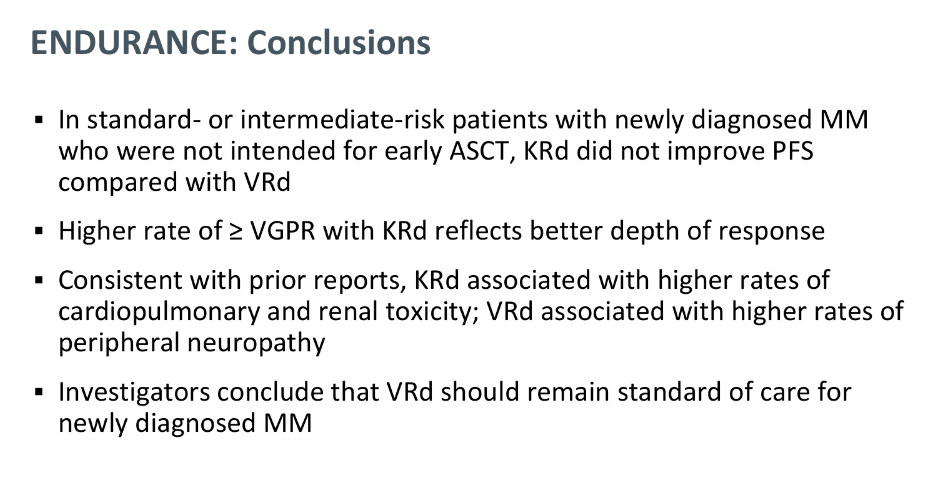 ENDURANCE: Conclusions
▪ In standard- or intermediate-risk patients with newly diagnosed MM
who were not intended for early ASCT, KRd did not improve PFS
compared with VRd
▪ Higher rate of ≥ VGPR with KRd reflects better depth of response
▪ Consistent with prior reports, KRd associated with higher rates of
cardiopulmonary and renal toxicity; VRd associated with higher rates of
peripheral neuropathy
▪ Investigators conclude that VRd should remain standard of care for
newly diagnosed MM